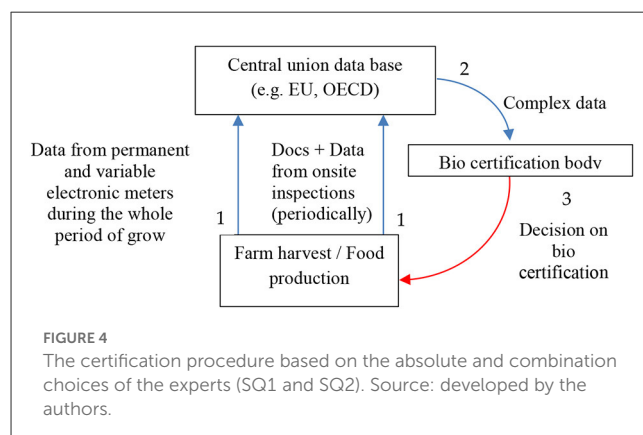 Central union data base
(e.g. EU, OECD)
2
Complex data
Data from permanent
and variable
electronic meters
during the whole
period of grow
1
Docs + Data
from onsite
inspections
(periodically)
1
Bio certification body
3
Decision on
bio
certification
Farm harvest / Food
production
FIGURE 4
The certification procedure based on the absolute and combination
choices of the experts (SQ1 and SQ2). Source: developed by the
authors.